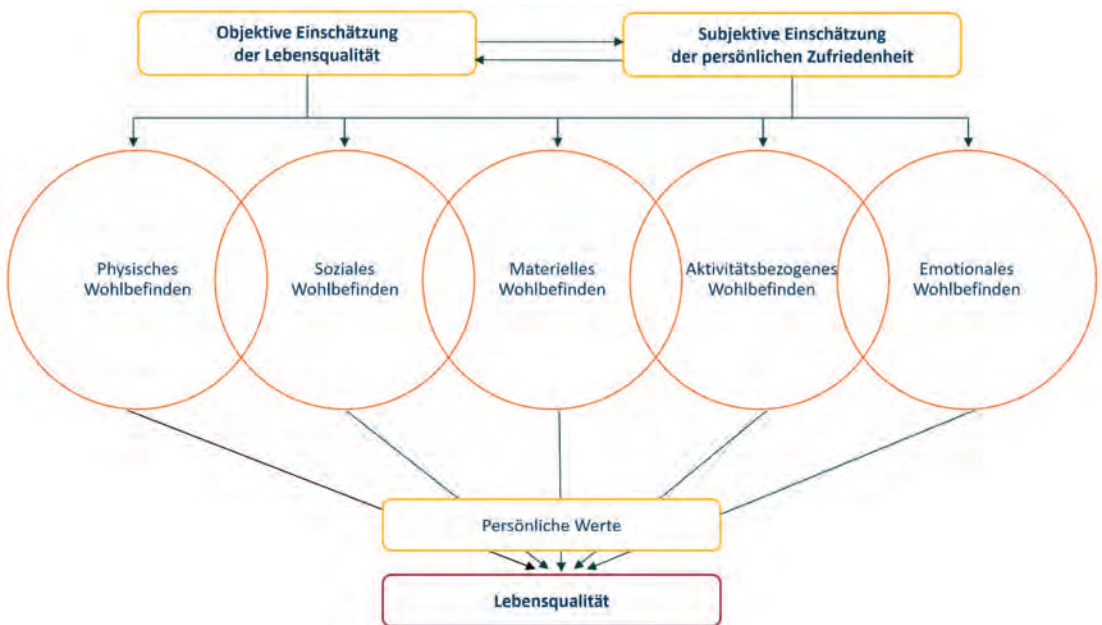 Objektive Einschätzung
der Lebensqualität
Subjektive Einschätzung
der persönlichen Zufriedenheit
Physisches
Wohlbefinden
Soziales
Wohlbefinden
Materielles
Wohlbefinden
Aktivitätsbezogenes
Wohlbefinden
Emotionales
Wohlbefinden
Persönliche Werte
Lebensqualität